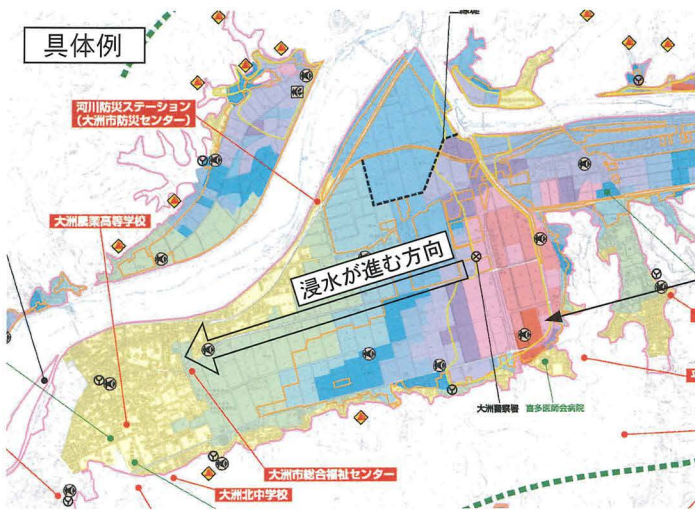 具体例
河川防災ステーション
(大洲市防災センター)
大洲農業高等学校
浸水が進む方向
大洲警察署
喜多医師会病院
大洲市総合福祉センター
大洲北中学校